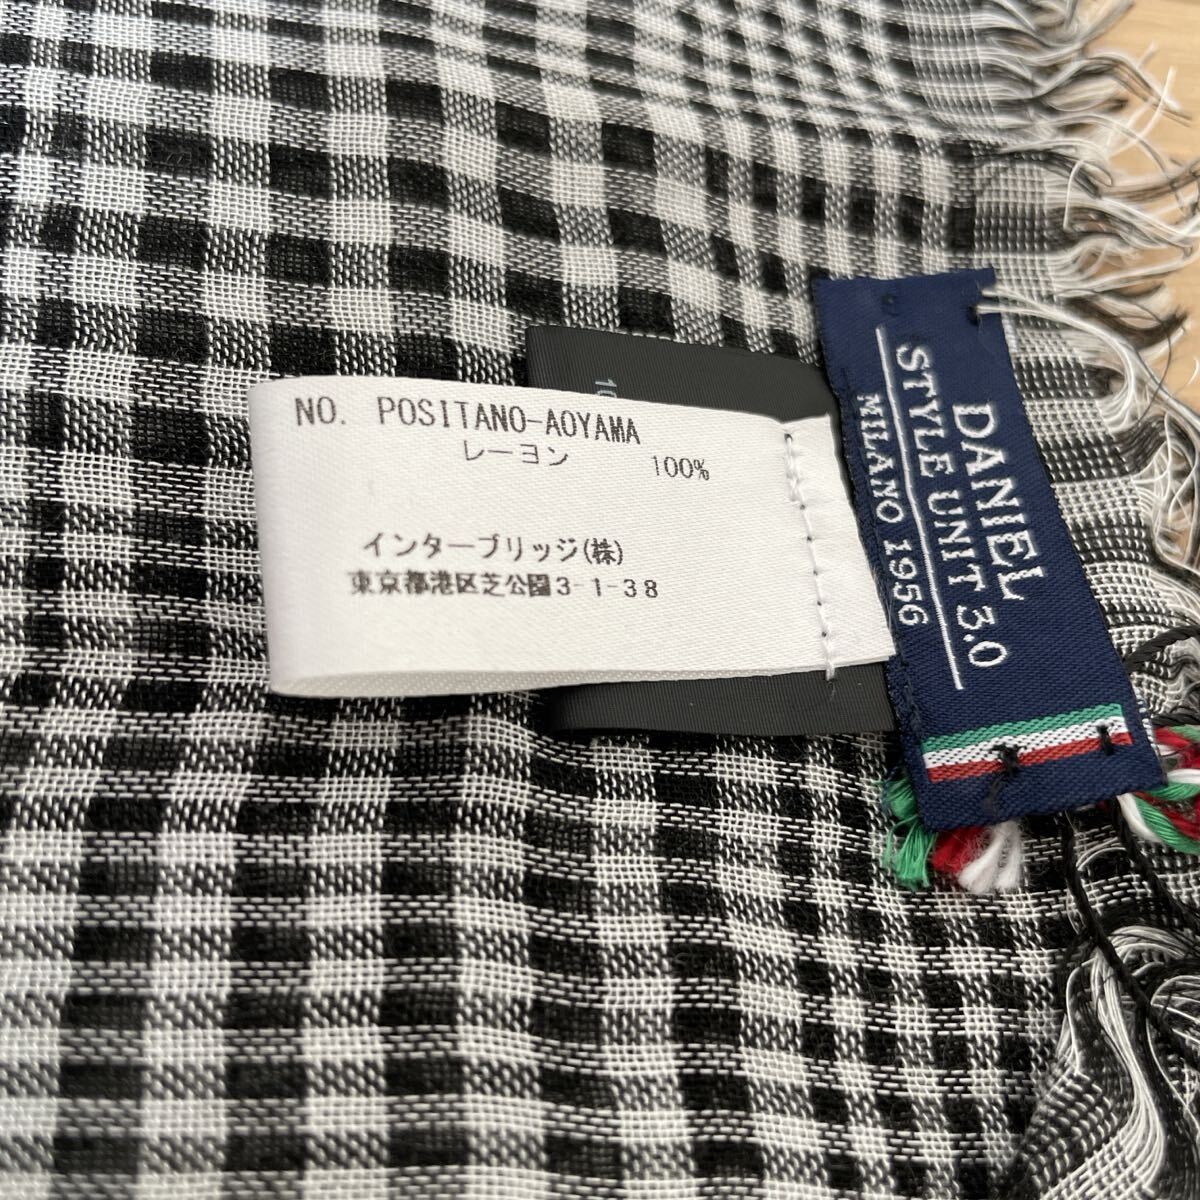 NO. POSITANO-AOYAMA
レーヨン 100%
インターブリッジ(株)
東京都港区芝公園3-1-38
DANIEL
STYLE UNIT 3.0
MILANO 1956